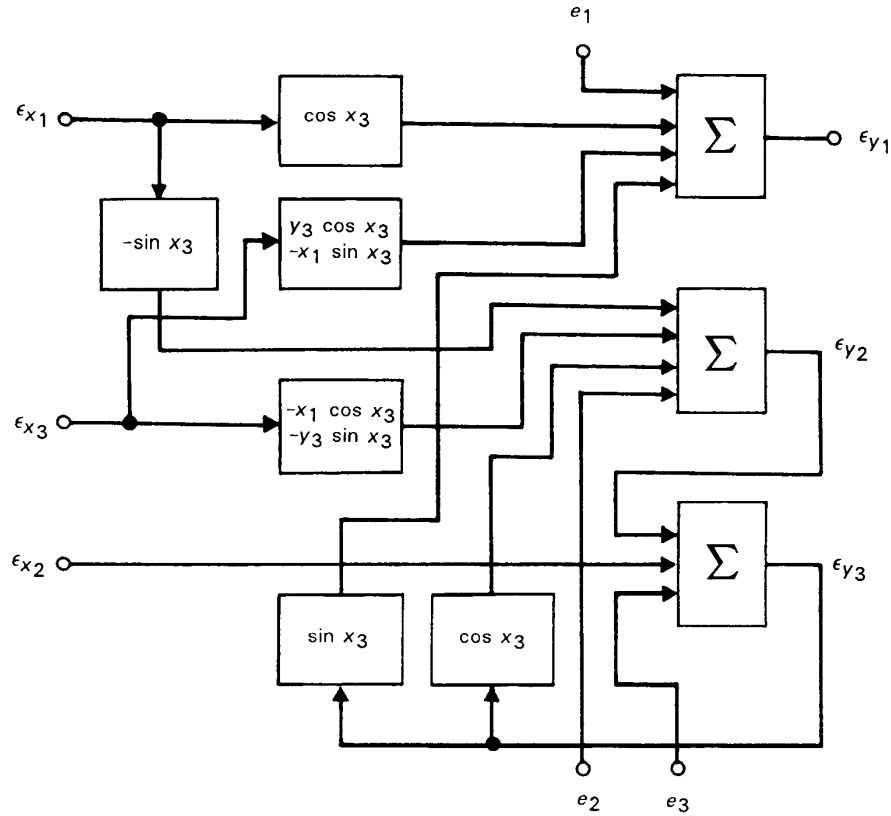 e₁
ϵx₁
cos x₃
Σ
ϵy₁
-sin x₃
y₃ cos x₃
-x₁ sin x₃
Σ
ϵy₂
ϵx₃
-x₁ cos x₃
-y₃ sin x₃
ϵx₂
Σ
ϵy₃
sin x₃
cos x₃
e₂
e₃